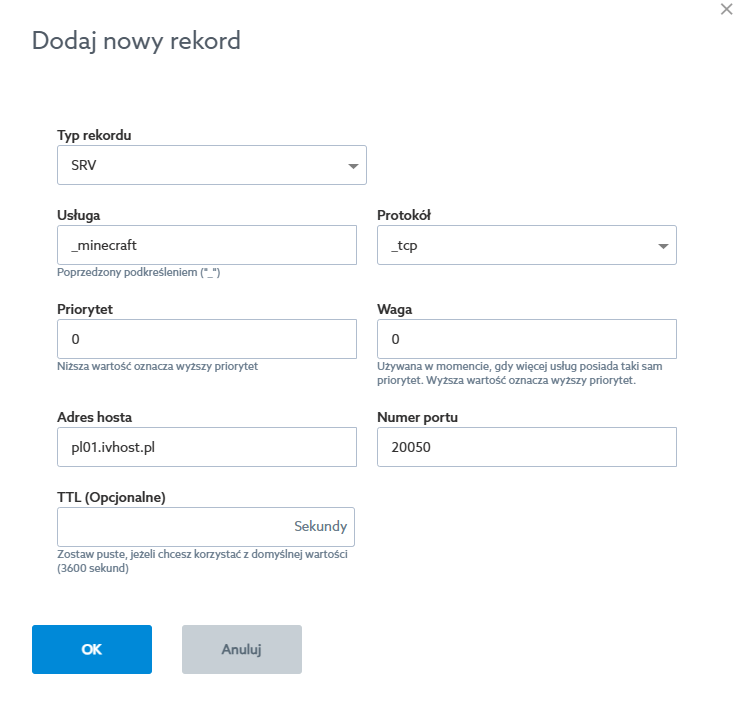 Dodaj nowy rekord
Typ rekordu
SRV
Usługa
Protokół
_minecraft
_tcp
Poprzedzony podkreśleniem ("_")
Priorytet
Waga
0
0
Niższa wartość oznacza wyższy priorytet
Używana w momencie, gdy więcej usług posiada taki sam
priorytet. Wyższa wartość oznacza wyższy priorytet.
Adres hosta
Numer portu
pl01.ivhost.pl
20050
TTL (Opcjonalne)
Sekundy
Zostaw puste, jeżeli chcesz korzystać z domyślnej wartości
(3600 sekund)
OK
Anuluj